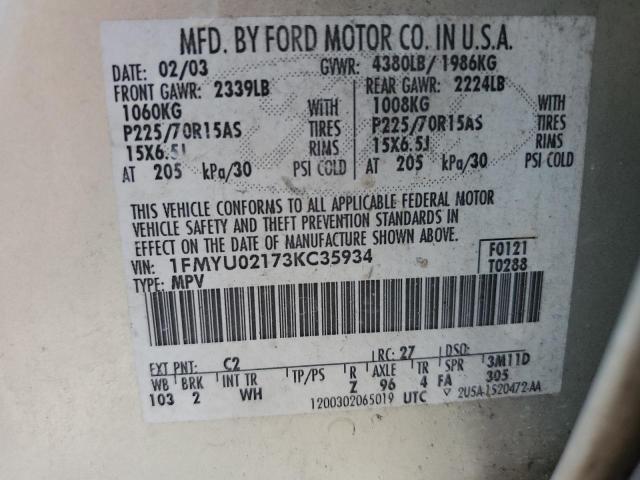 MFD. BY FORD MOTOR CO. IN U.S.A.
DATE: 02/03 GVWR: 4380LB/ 1986KG
FRONT GAWR: 2339LB REAR GAWR: 2224LB
1060KG WITH 1008KG WITH
P225/70R15AS TIRES P225/70R15AS TIRES
15X6.5J RIMS 15X6.5J RIMS
AT 205 kPa/30 PSI COLD AT 205 kPa/30 PSI COLD
THIS VEHICLE CONFORMS TO ALL APPLICABLE FEDERAL MOTOR
VEHICLE SAFETY AND THEFT PREVENTION STANDARDS IN
EFFECT ON THE DATE OF MANUFACTURE SHOWN ABOVE.
VIN: 1FMYU02173KC35934 F0121
TYPE: MPV T0288
EXT PNT: C2 RC: 27 DSO:
WB BRK INT TR TP/PS R AXLE TR SPR 3M11D
103 2 WH Z 96 4 FA 305
1200302065019 UTC ▽ 2U5A-1520472-AA